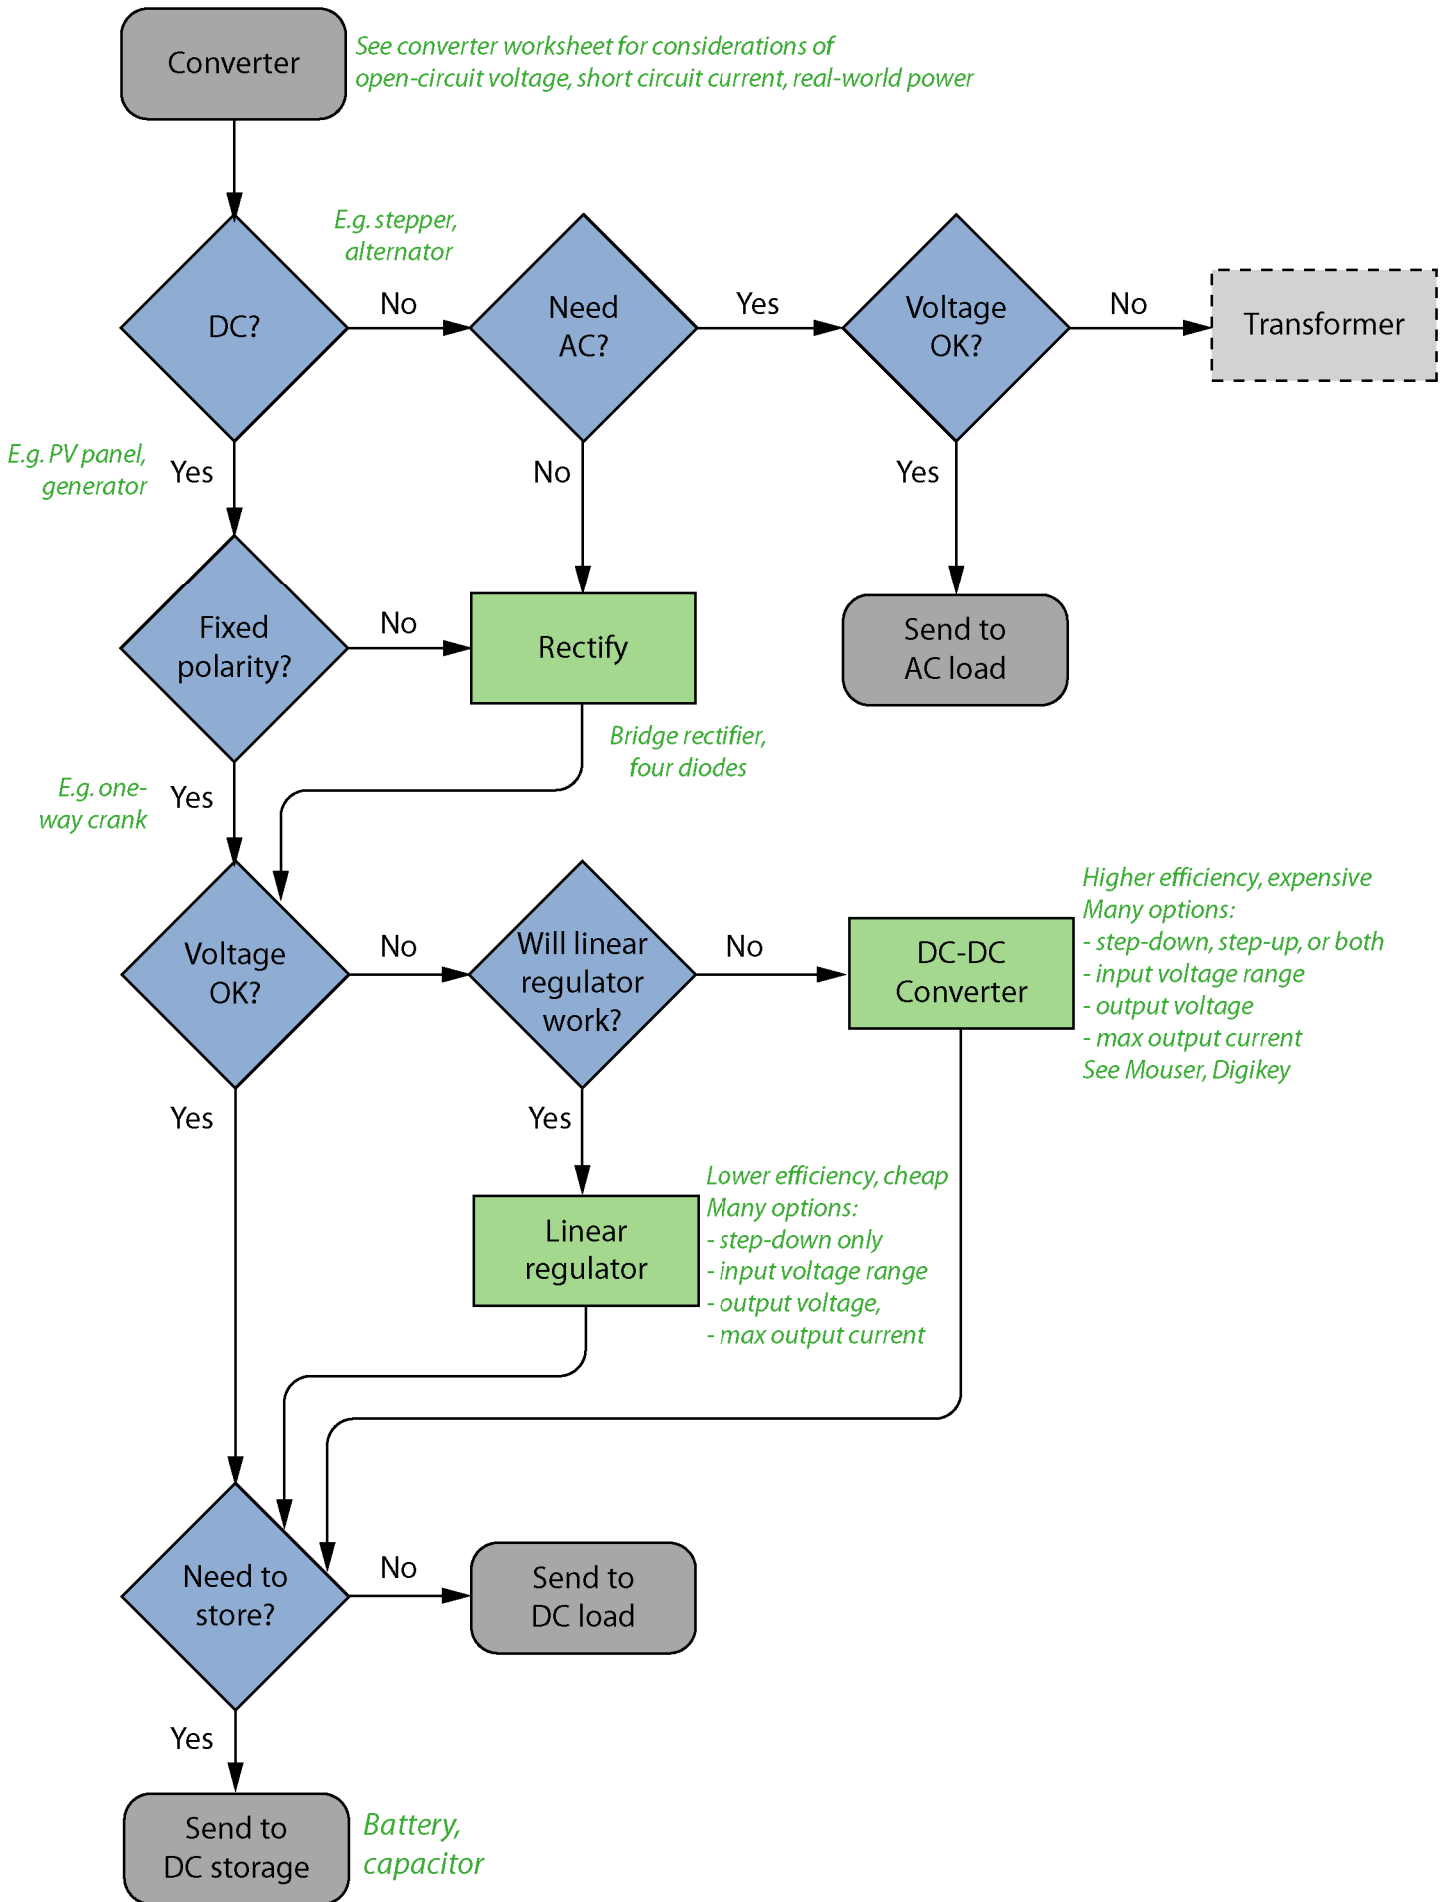 Converter
See converter worksheet for considerations of
open-circuit voltage, short circuit current, real-world power
E.g. stepper,
alternator
DC?
No
Need
AC?
Yes
Voltage
OK?
No
Transformer
E.g. PV panel,
generator
Yes
No
Yes
Fixed
polarity?
No
Rectify
Send to
AC load
Bridge rectifier,
four diodes
E.g. one-
way crank
Yes
Voltage
OK?
No
Will linear
regulator
work?
No
DC-DC
Converter
Higher efficiency, expensive
Many options:
- step-down, step-up, or both
- input voltage range
- output voltage
- max output current
See Mouser, Digikey
Yes
Yes
Linear
regulator
Lower efficiency, cheap
Many options:
- step-down only
- input voltage range
- output voltage,
- max output current
Need to
store?
No
Send to
DC load
Yes
Send to
DC storage
Battery,
capacitor